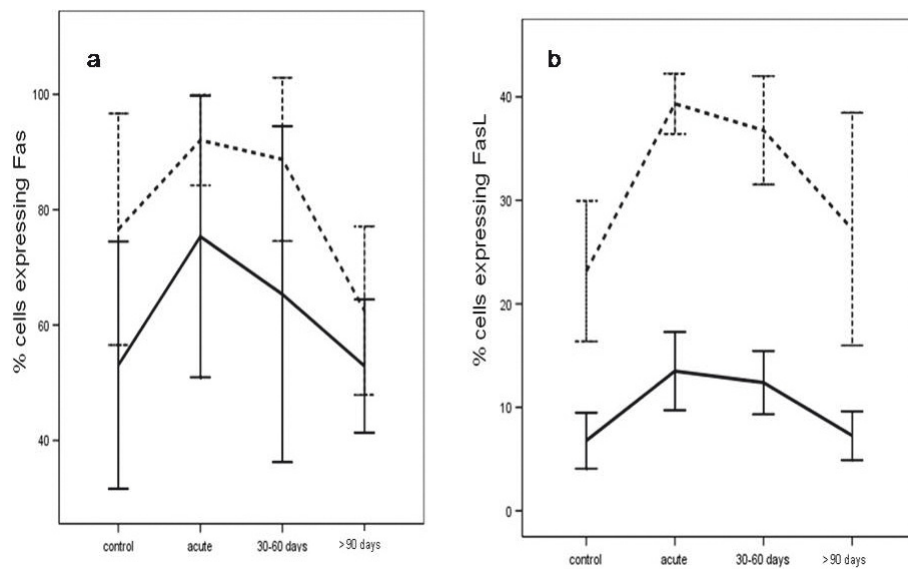 a
% cells expressing Fas
100
80
60
40
control acute 30-60 days >90 days
b
% cells expressing FasL
40
30
20
10
0
control acute 30-60 days >90 days